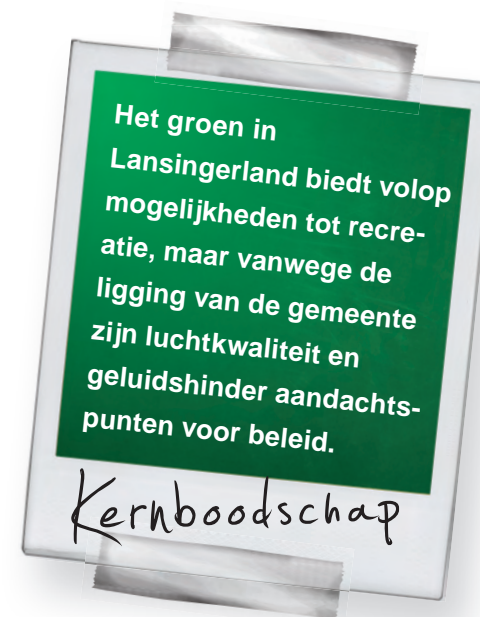 Het groen in
Lansingerland biedt volop
mogelijkheden tot recre-
atie, maar vanwege de
ligging van de gemeente
zijn luchtkwaliteit en
geluidshinder aandachts-
punten voor beleid.
Kernboodschap